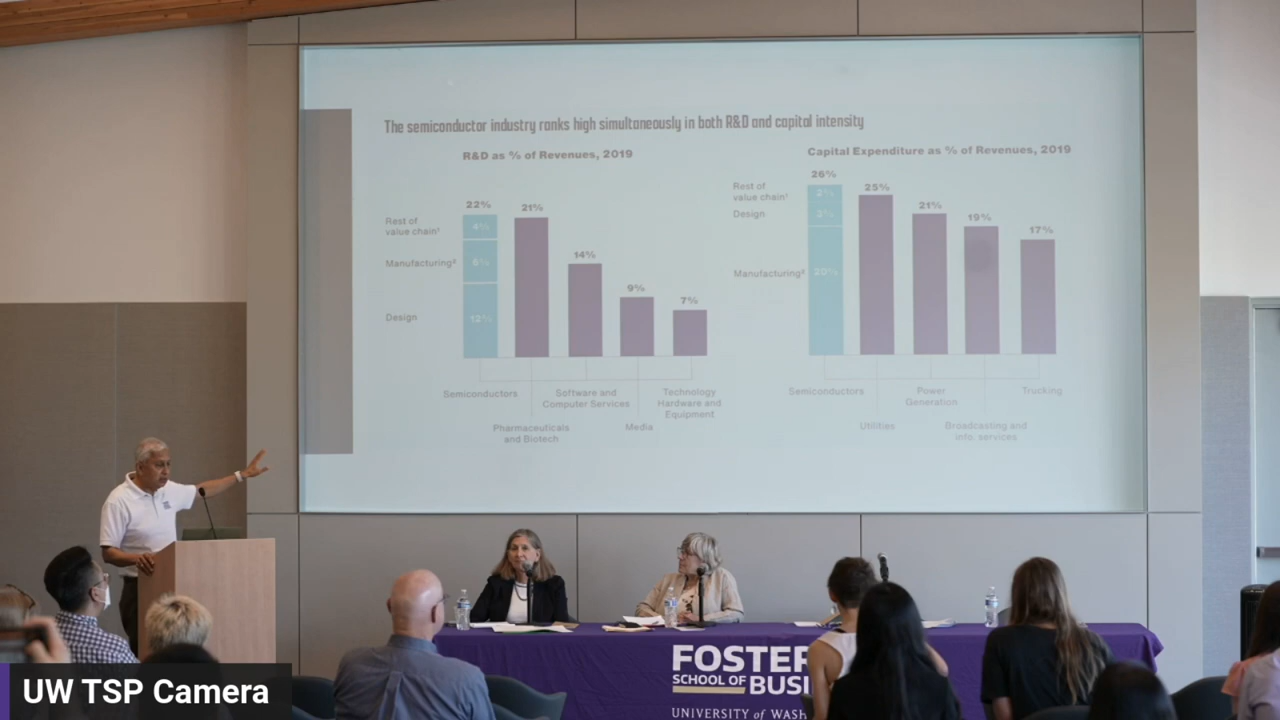 The semiconductor industry ranks high simultaneously in both R&D and capital intensity
R&D as % of Revenues, 2019
22%
21%
14%
9%
7%
Rest of
value chain¹
Manufacturing²
Design
4%
6%
12%
Semiconductors
Pharmaceuticals
and Biotech
Software and
Computer Services
Media
Technology
Hardware and
Equipment
Capital Expenditure as % of Revenues, 2019
26%
25%
21%
19%
17%
Rest of
value chain¹
Design
Manufacturing²
3%
20%
Semiconductors
Utilities
Power
Generation
Broadcasting and
info. services
Trucking
FOSTER
SCHOOL OF BUSI
UNIVERSITY of WASH
UW TSP Camera